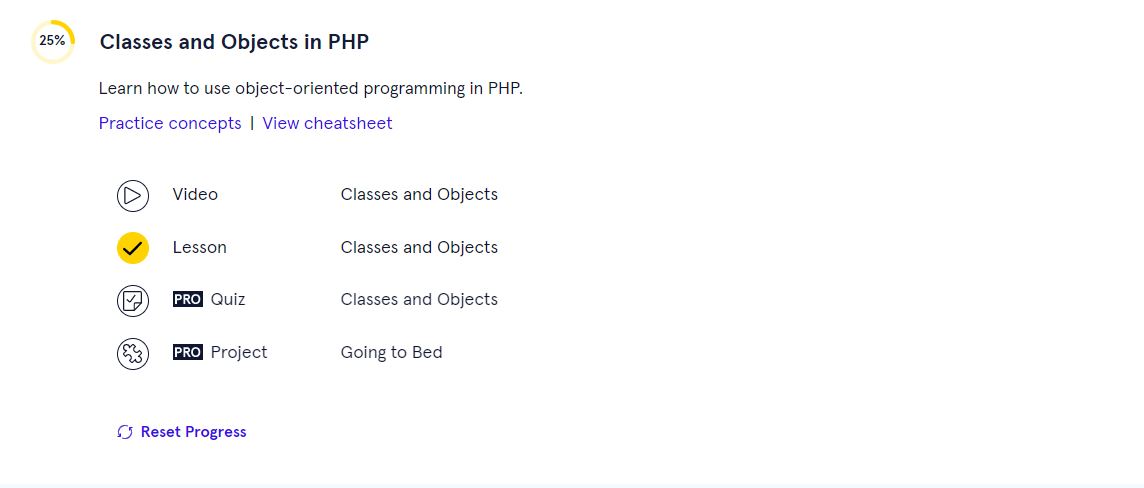 25% Classes and Objects in PHP
Learn how to use object-oriented programming in PHP.
Practice concepts | View cheatsheet
Video Classes and Objects
Lesson Classes and Objects
PRO Quiz Classes and Objects
PRO Project Going to Bed
Reset Progress